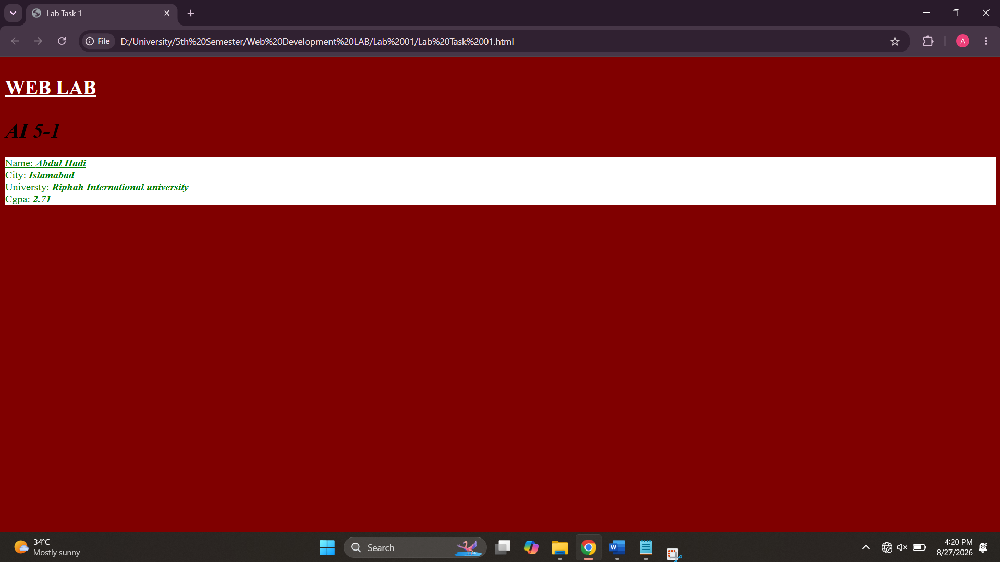 Lab Task 1
File
D:/University/5th%20Semester/Web%20Development%20LAB/Lab%2001/Lab%20Task%2001.html
A
WEB LAB
AI 5-1
Name: Abdul Hadi
City: Islamabad
Universty: Riphah International university
Cgpa: 2.71
34°C
Mostly sunny
Search
W
4:20 PM
8/27/2026